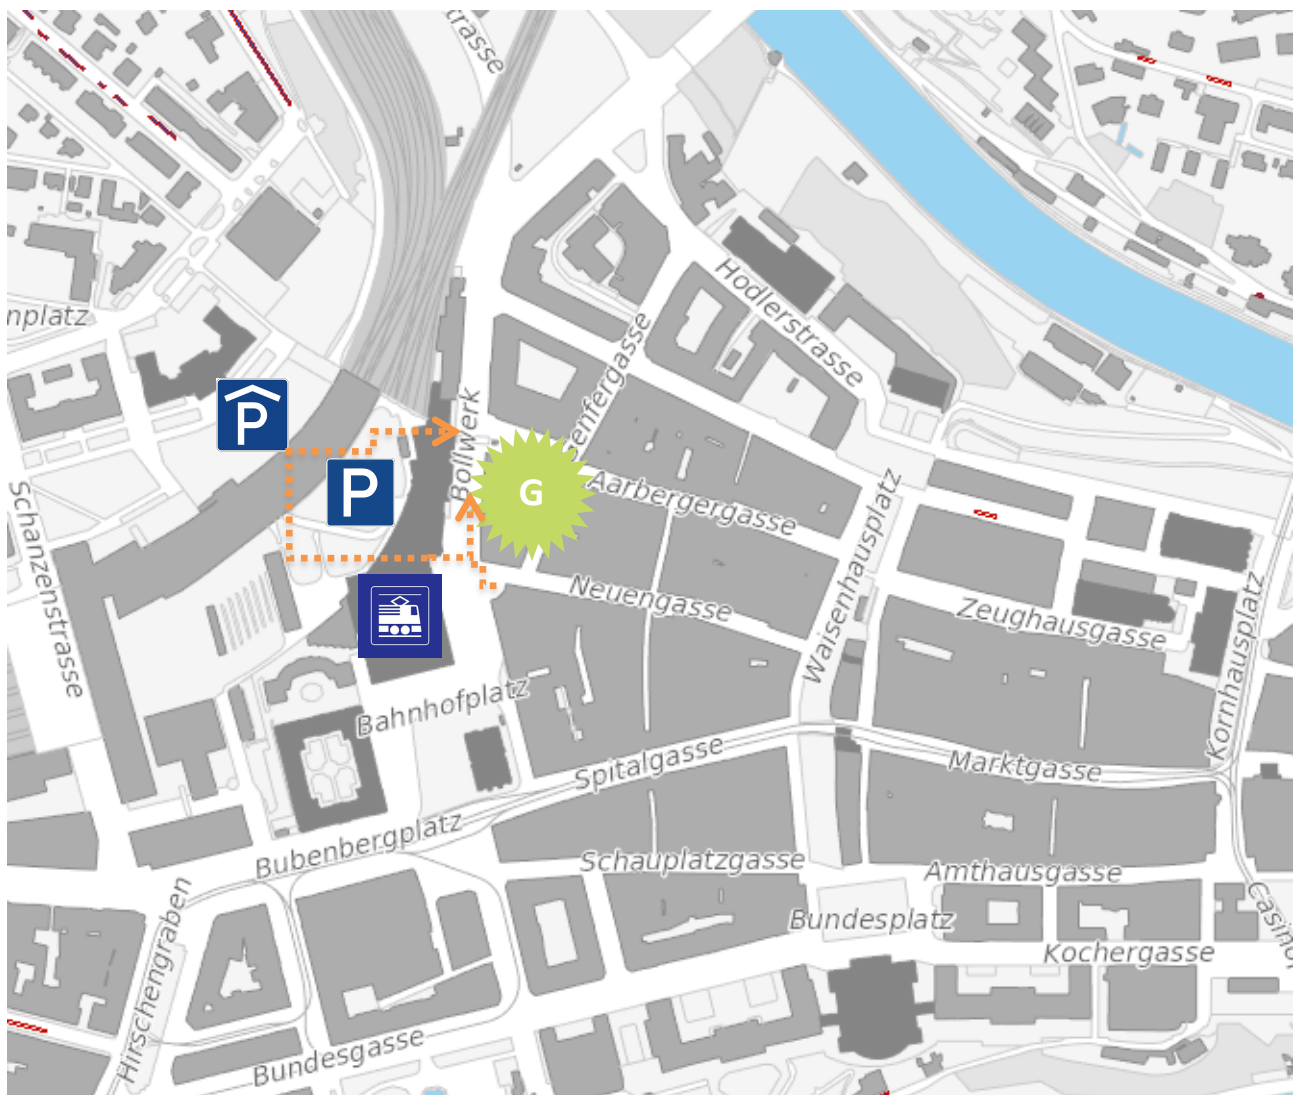 trasse
nplatz
Hodlerstrasse
P
enfergasse
Bollwerk
P
G
Aarbergergasse
Schanzenstrasse
Waisenhausplatz
Neuengasse
Zeughausgasse
Kornhausplatz
Bahnhofplatz
Spitalgasse
Marktgasse
Bubenbergplatz
Schauplatzgasse
Amthausgasse
Hirschengraben
Bundesplatz
Casinop
Kochergasse
Bundesgasse